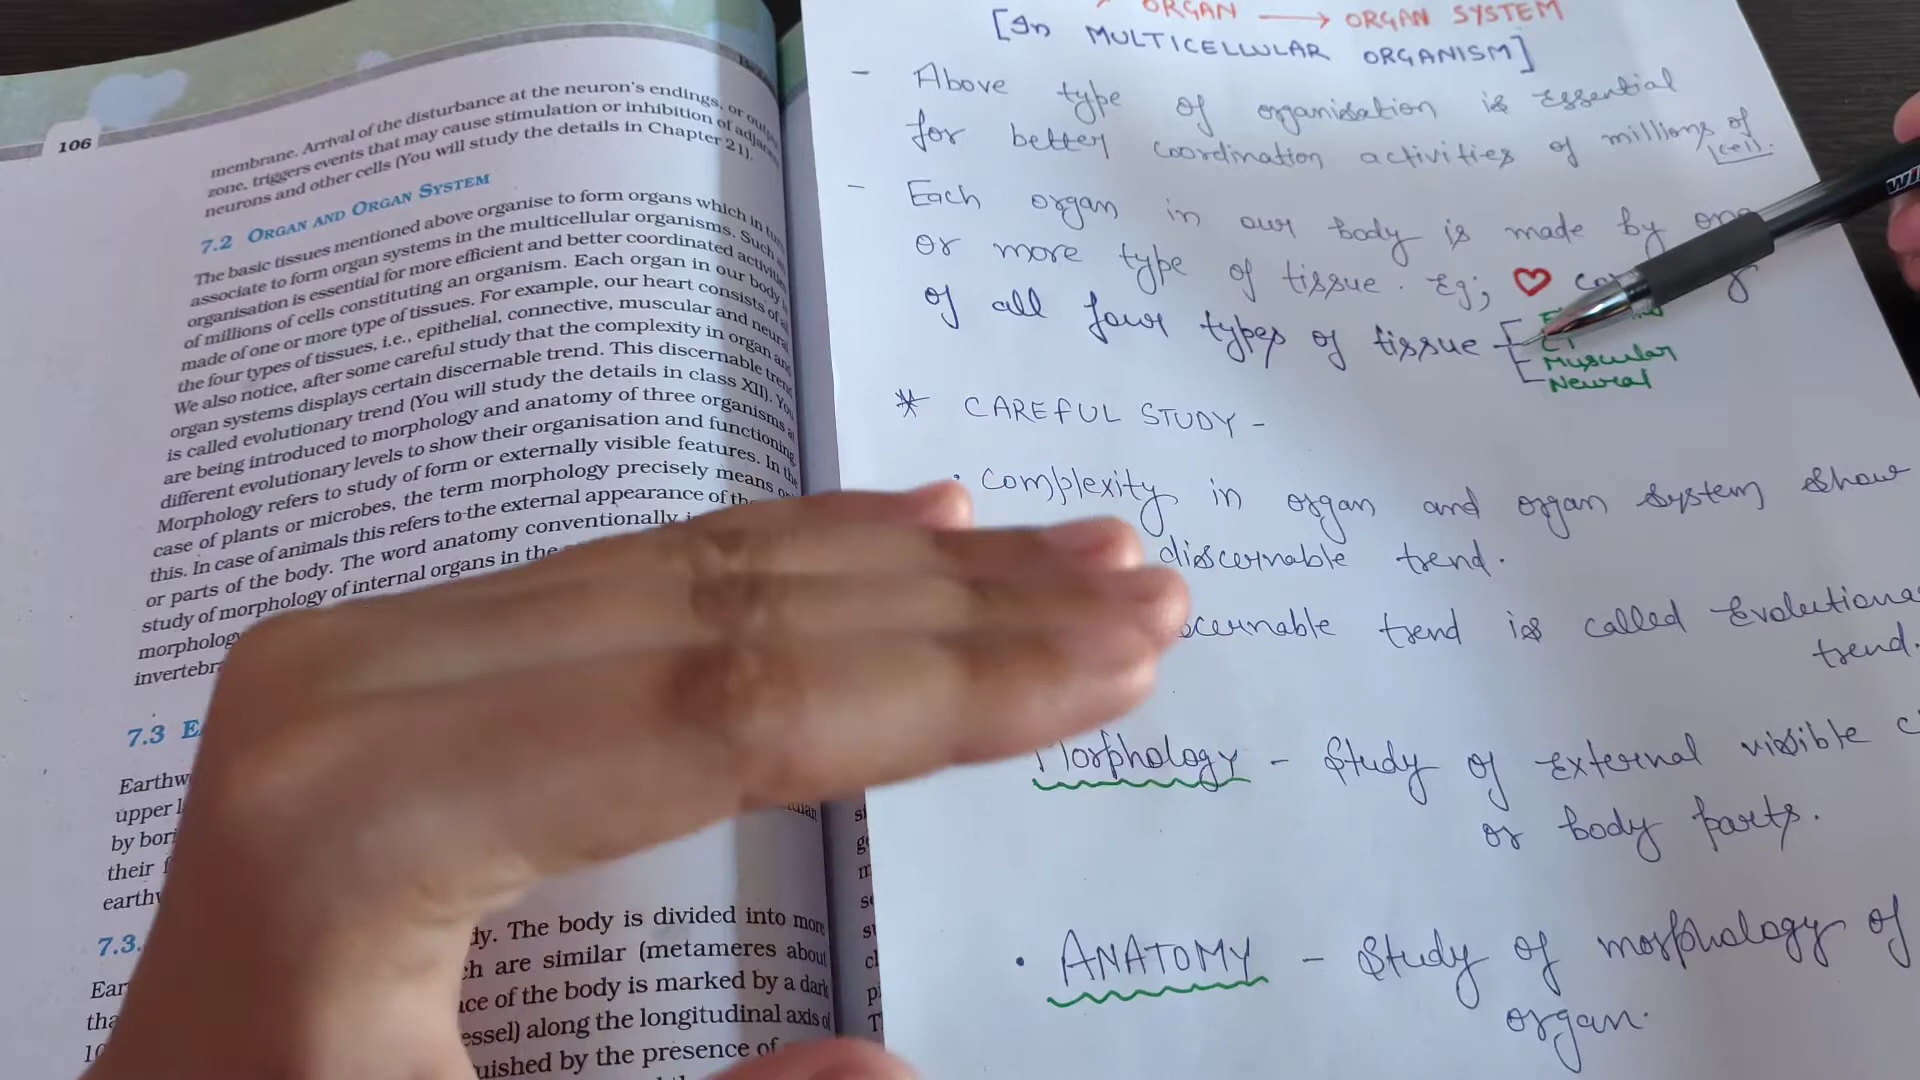 106
membrane. Arrival of the disturbance at the neuron's endings, or
zone, triggers events that may cause stimulation or inhibition of
neurons and other cells (You will study the details in Chapter 21).
7.2 ORGAN AND ORGAN SYSTEM
The basic tissues mentioned above organise to form organs which in turn
associate to form organ systems in the multicellular organisms. Such
organisation is essential for more efficient and better coordinated
of millions of cells constituting an organism. Each organ in our body
made of one or more type of tissues. For example, our heart consists of
the four types of tissues, i.e., epithelial, connective, muscular and neural
We also notice, after some careful study that the complexity in organ and
organ systems displays certain discernable trend. This discernable trend
is called evolutionary trend (You will study the details in class XII). You
are being introduced to morphology and anatomy of three organisms
different evolutionary levels to show their organisation and functioning
Morphology refers to study of form or externally visible features. In the
case of plants or microbes, the term morphology precisely means
this. In case of animals this refers to the external appearance of the
or parts of the body. The word anatomy conventionally
study of morphology of internal organs in the
morphology
7.3
Earthw
upper
by bori
their
earthw
7.3.
Ear
tha
dy. The body is divided into more
ch are similar (metameres about
ce of the body is marked by a dark
essel) along the longitudinal axis of
uished by the presence of
ORGAN → ORGAN SYSTEM
[In MULTICELLULAR ORGANISM]
- Above type of organisation is Essential
for better coordination activities of millions of
cell.
- Each organ in our body is made by one
or more type of tissue. Eg; ♡
of all four types of tissue
CT
Muscular
Neural
* CAREFUL STUDY -
· Complexity in organ and organ system show
discernable trend.
scernable trend is called Evolutiona
trend.
Morphology - Study of External visible
or body parts.
· ANATOMY - Study of morphology of
organ.